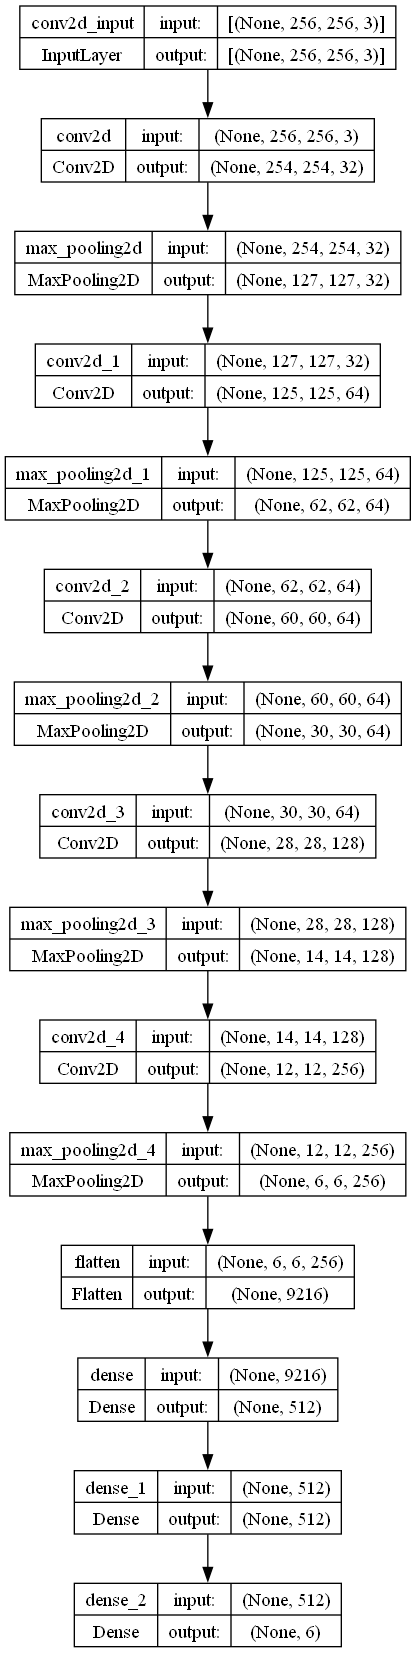 conv2d_input input: [(None, 256, 256, 3)]
InputLayer output: [(None, 256, 256, 3)]
conv2d input: (None, 256, 256, 3)
Conv2D output: (None, 254, 254, 32)
max_pooling2d input: (None, 254, 254, 32)
MaxPooling2D output: (None, 127, 127, 32)
conv2d_1 input: (None, 127, 127, 32)
Conv2D output: (None, 125, 125, 64)
max_pooling2d_1 input: (None, 125, 125, 64)
MaxPooling2D output: (None, 62, 62, 64)
conv2d_2 input: (None, 62, 62, 64)
Conv2D output: (None, 60, 60, 64)
max_pooling2d_2 input: (None, 60, 60, 64)
MaxPooling2D output: (None, 30, 30, 64)
conv2d_3 input: (None, 30, 30, 64)
Conv2D output: (None, 28, 28, 128)
max_pooling2d_3 input: (None, 28, 28, 128)
MaxPooling2D output: (None, 14, 14, 128)
conv2d_4 input: (None, 14, 14, 128)
Conv2D output: (None, 12, 12, 256)
max_pooling2d_4 input: (None, 12, 12, 256)
MaxPooling2D output: (None, 6, 6, 256)
flatten input: (None, 6, 6, 256)
Flatten output: (None, 9216)
dense input: (None, 9216)
Dense output: (None, 512)
dense_1 input: (None, 512)
Dense output: (None, 512)
dense_2 input: (None, 512)
Dense output: (None, 6)